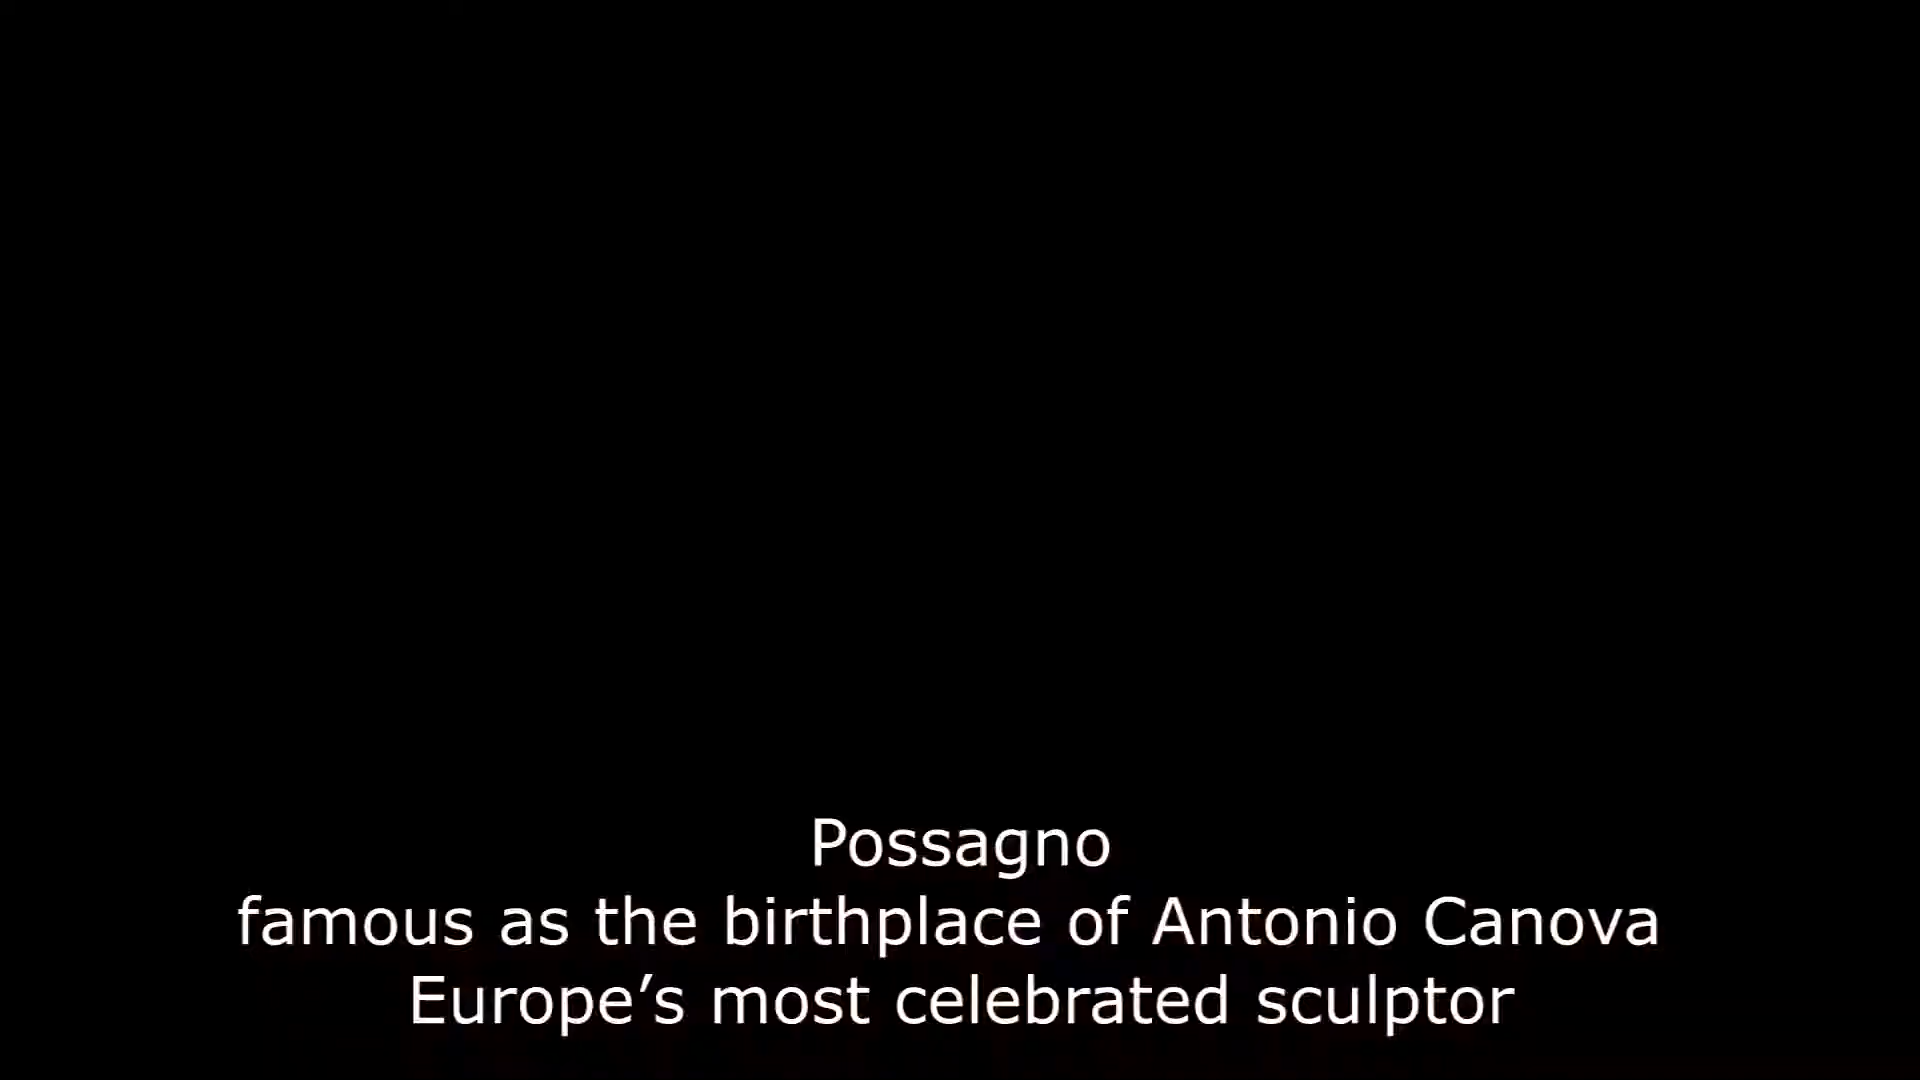 Possagno
famous as the birthplace of Antonio Canova
Europe’s most celebrated sculptor